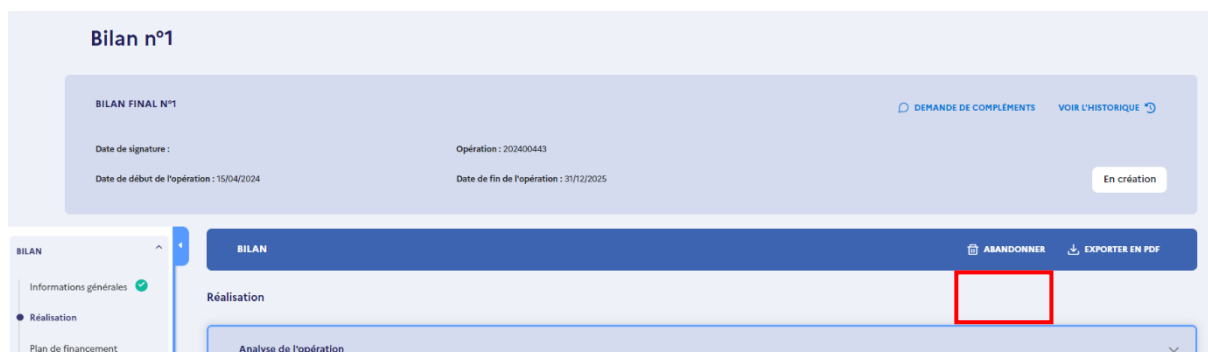 Bilan n°1
BILAN FINAL N°1
DEMANDE DE COMPLÉMENTS
VOIR L'HISTORIQUE
Date de signature :
Opération : 202400443
Date de début de l'opération : 15/04/2024
Date de fin de l'opération : 31/12/2025
En création
BILAN
BILAN
ABANDONNER
EXPORTER EN PDF
Informations générales
Réalisation
Réalisation
Plan de financement
Analyse de l'opération